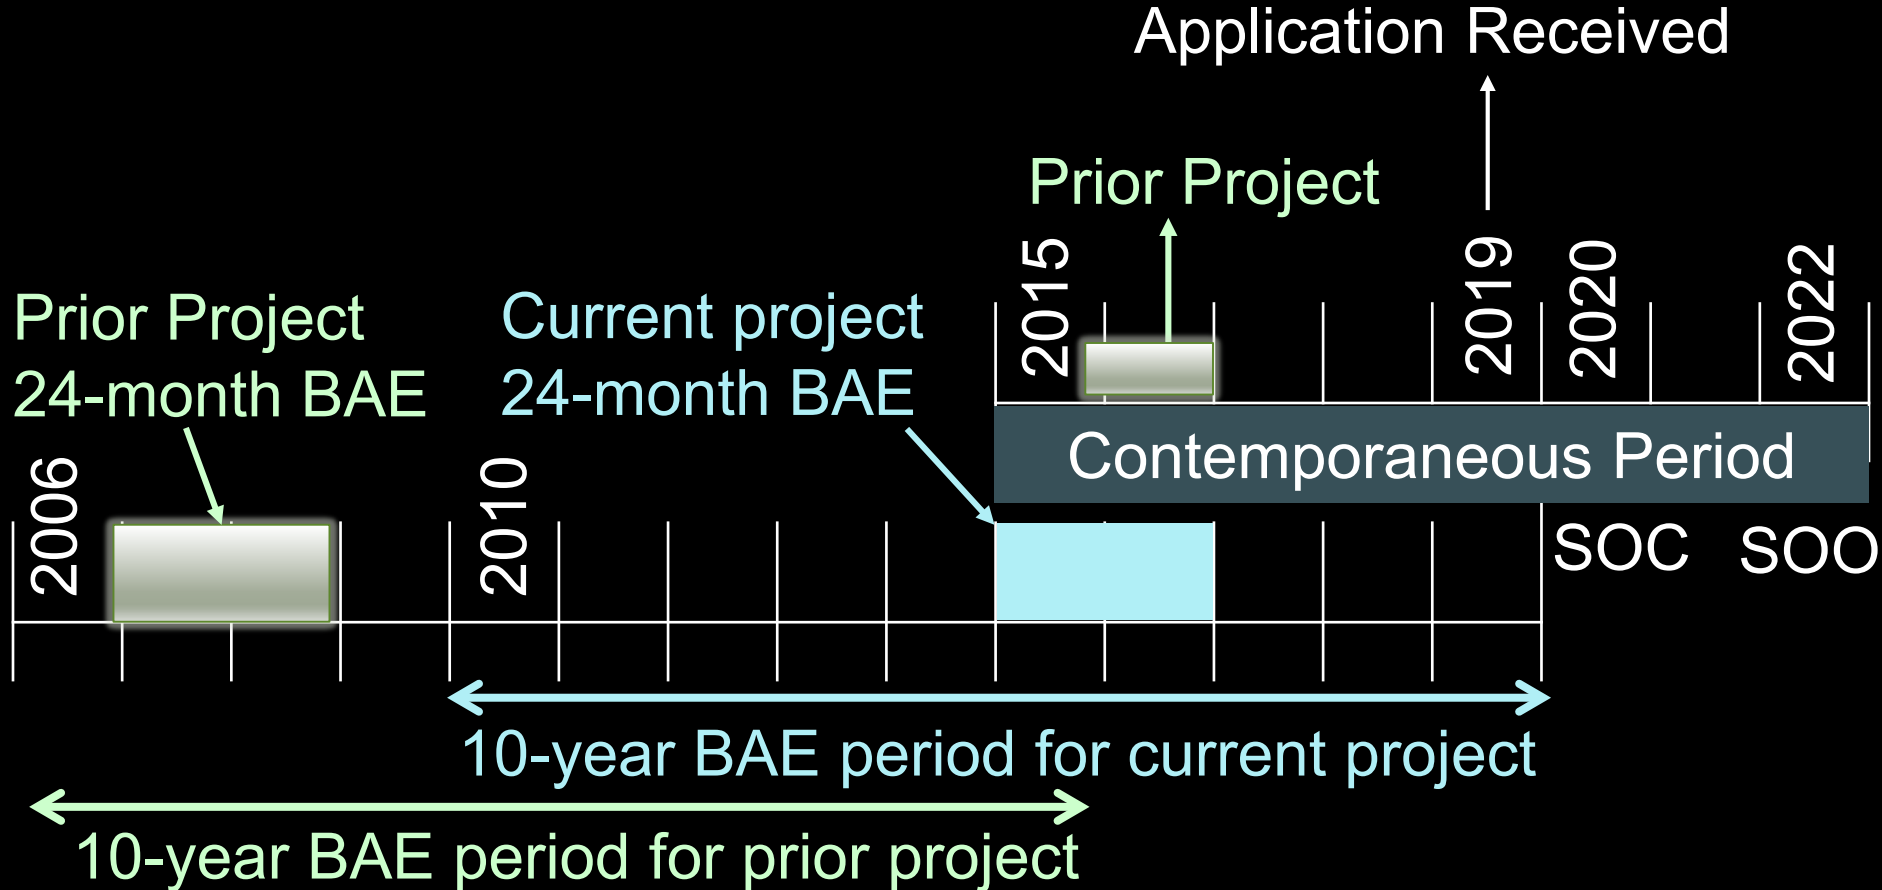 Application Received
Prior Project
2015
2019
2020
2022
Prior Project
24-month BAE
Current project
24-month BAE
Contemporaneous Period
2006
2010
SOC
SOO
10-year BAE period for current project
10-year BAE period for prior project